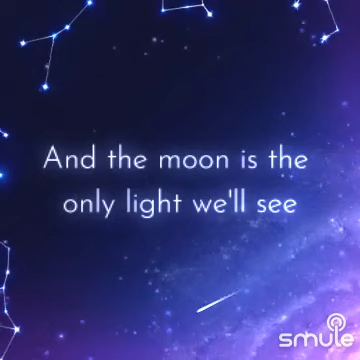 And the moon is the
only light we'll see
smule